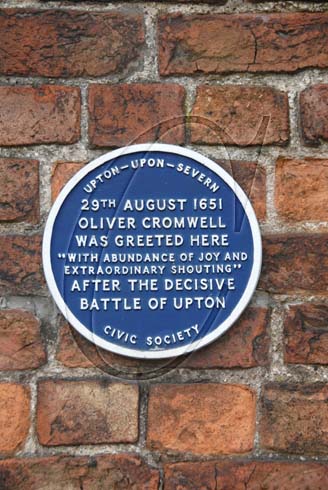 UPTON-UPON-SEVERN
29TH AUGUST 1651
OLIVER CROMWELL
WAS GREETED HERE
"WITH ABUNDANCE OF JOY AND
EXTRAORDINARY SHOUTING"
AFTER THE DECISIVE
BATTLE OF UPTON
CIVIC SOCIETY